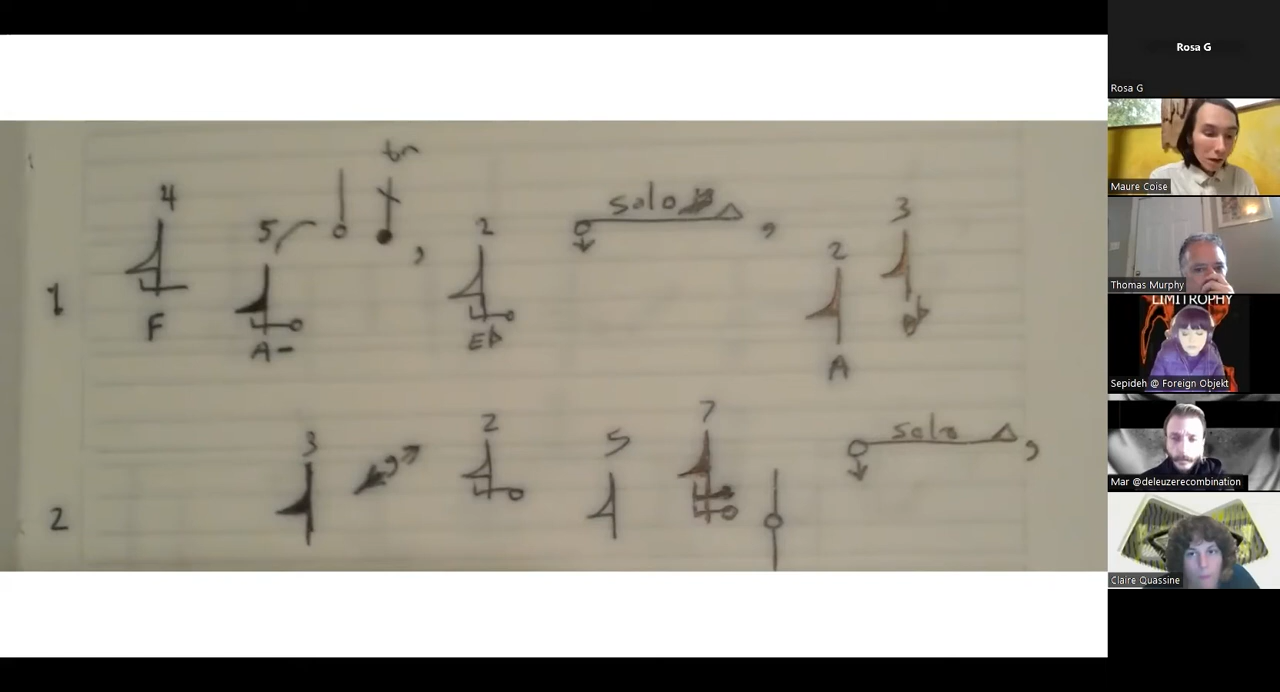 Rosa G
Rosa G
Maure Coise
Thomas Murphy
LIMITROPHY
Sepideh @ Foreign Objekt
Mar @deleuzerecombination
Claire Quassine
1
4
F
5
A-
tr
,
2
solo
,
2
A
3
2
3
2
5
7
solo
,